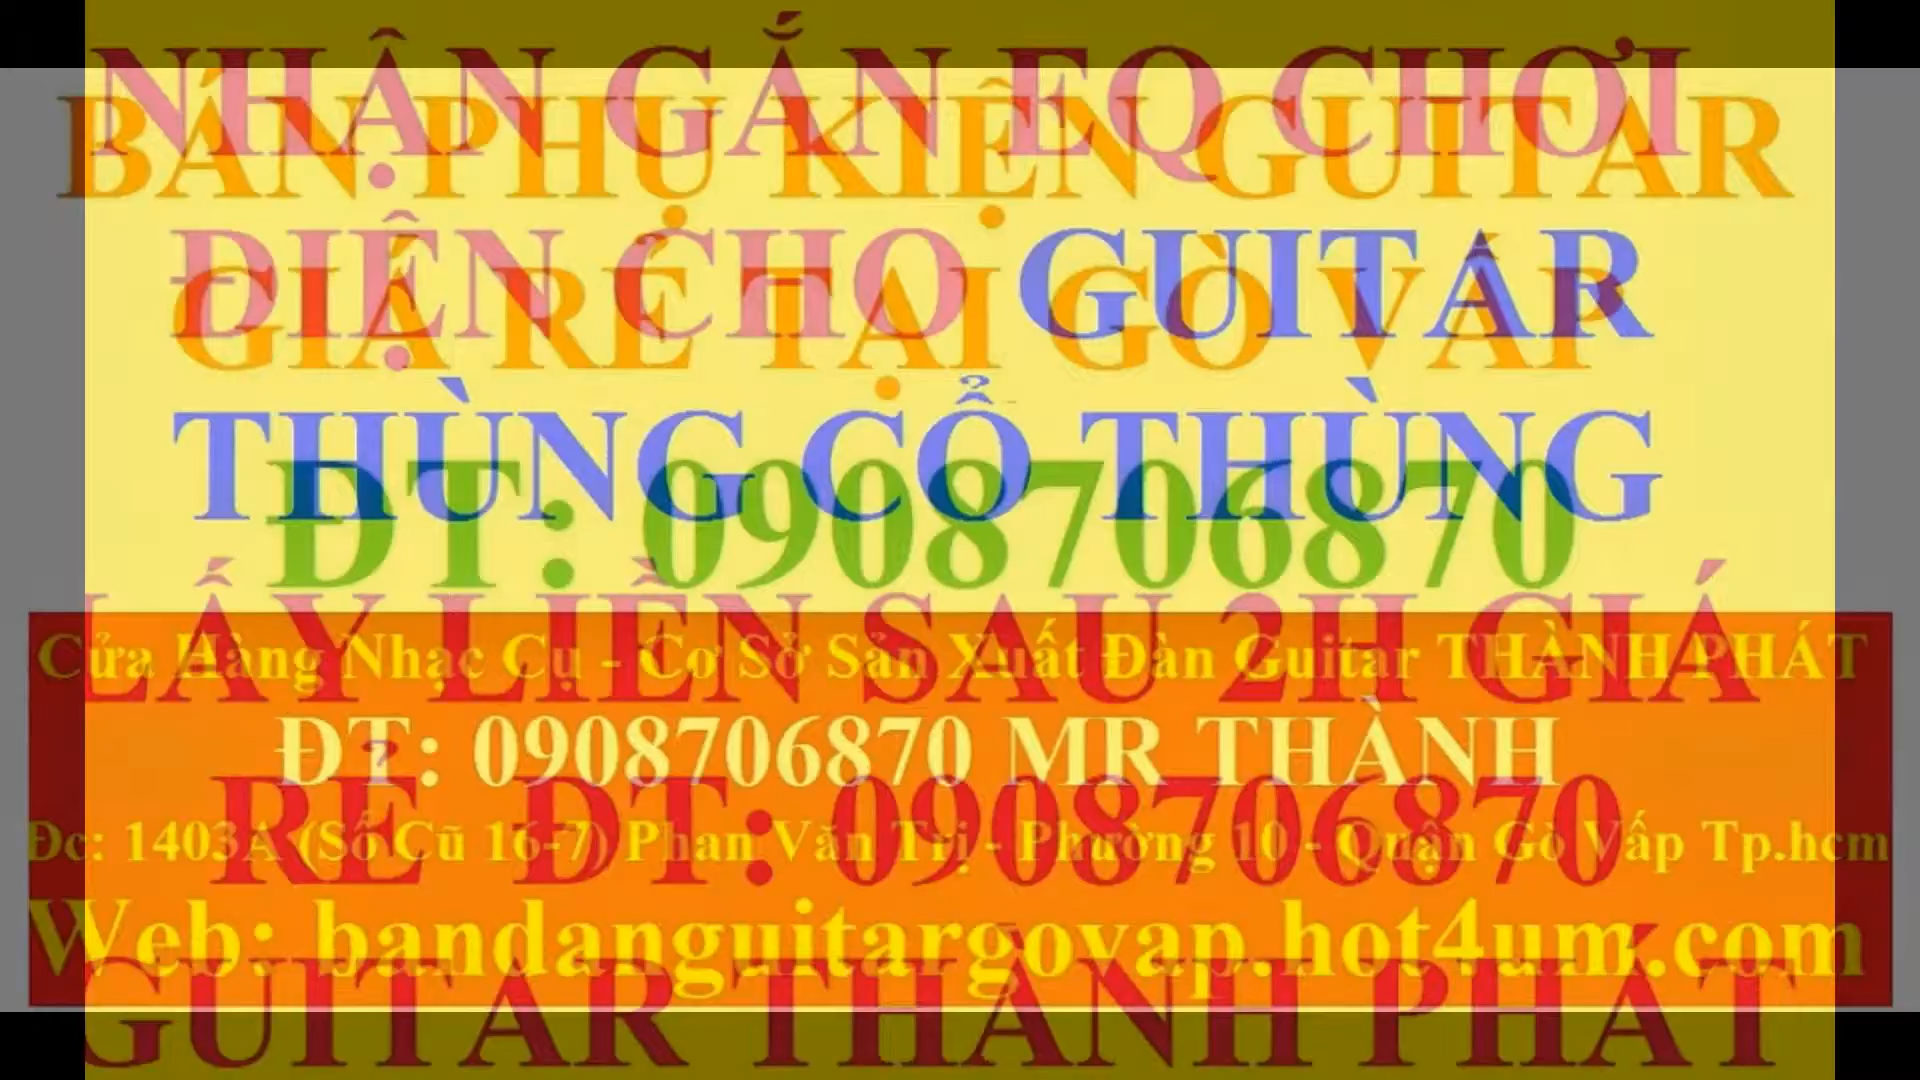 NHẬN GẮN EQ CHƠI
BÁN PHỤ KIỆN GUITAR
ĐIỆN CHO GUITAR
GIÁ RẺ TẠI GÒ VẤP
THÙNG CỔ THÙNG
ĐT: 0908706870
LẤY LIỀN SAU 2H GIÁ
Cửa Hàng Nhạc Cụ - Cơ Sở Sản Xuất Đàn Guitar THÀNH PHÁT
ĐT: 0908706870 MR THÀNH
RẺ ĐT: 0908706870
Đc: 1403A (Số Cũ 16-7) Phan Văn Trị - Phường 10 - Quận Gò Vấp Tp.hcm
Web: bandanguitargovap.hot4um.com
GUITAR THÀNH PHÁT